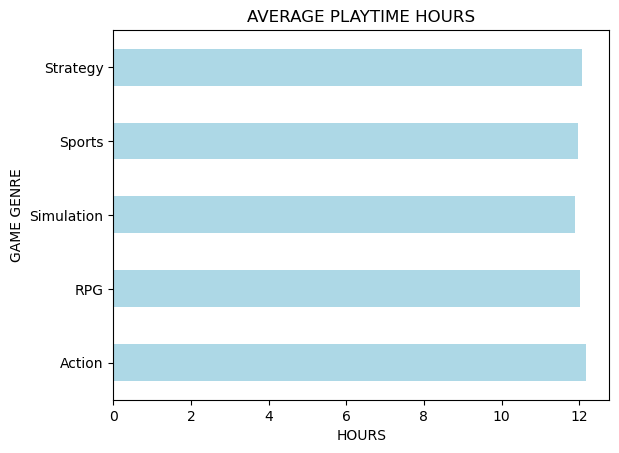 AVERAGE PLAYTIME HOURS
GAME GENRE
Strategy
Sports
Simulation
RPG
Action
0 2 4 6 8 10 12
HOURS